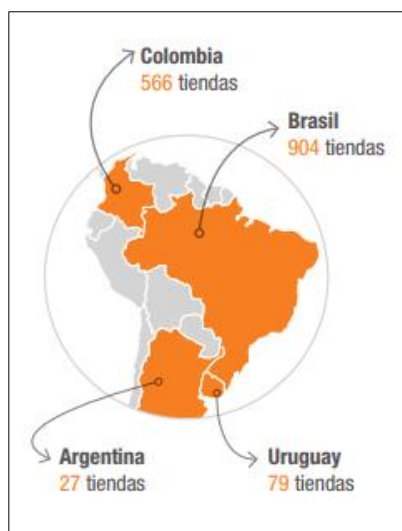 Colombia
566 tiendas
Brasil
904 tiendas
Argentina
27 tiendas
Uruguay
79 tiendas